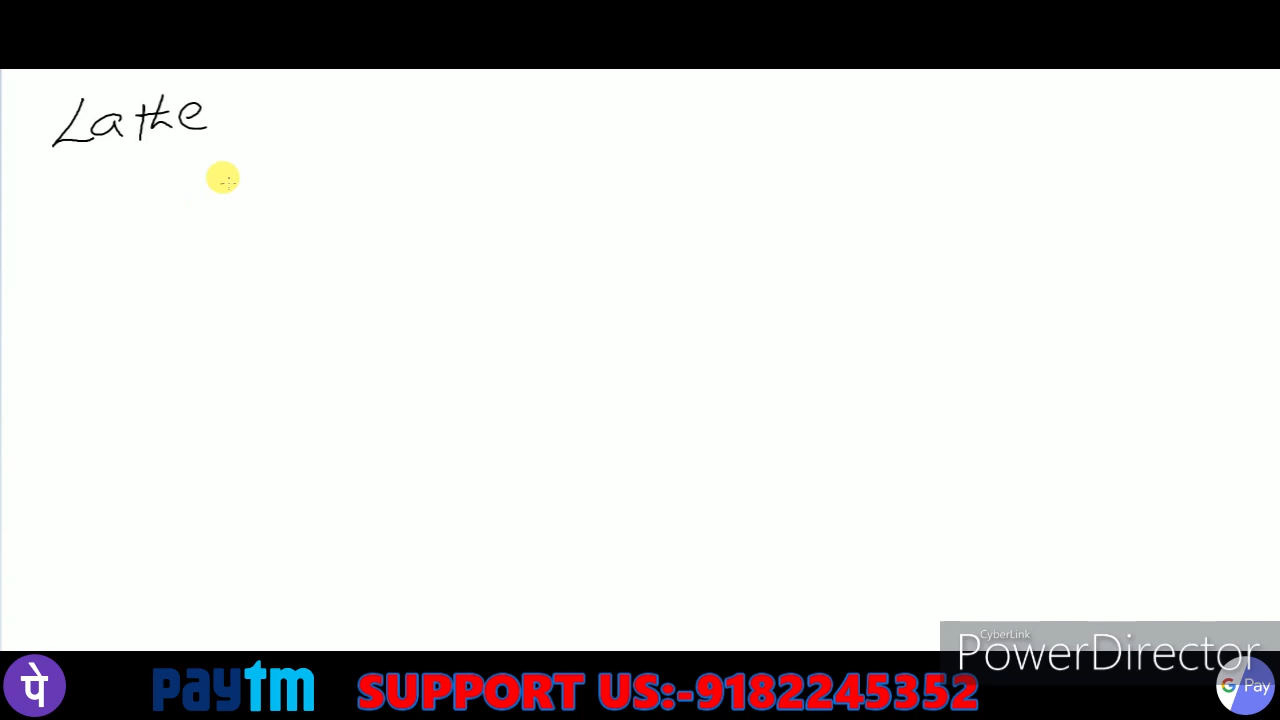 Lathe
CyberLink
PowerDirector
पे
paytm
SUPPORT US:-9182245352
G Pay